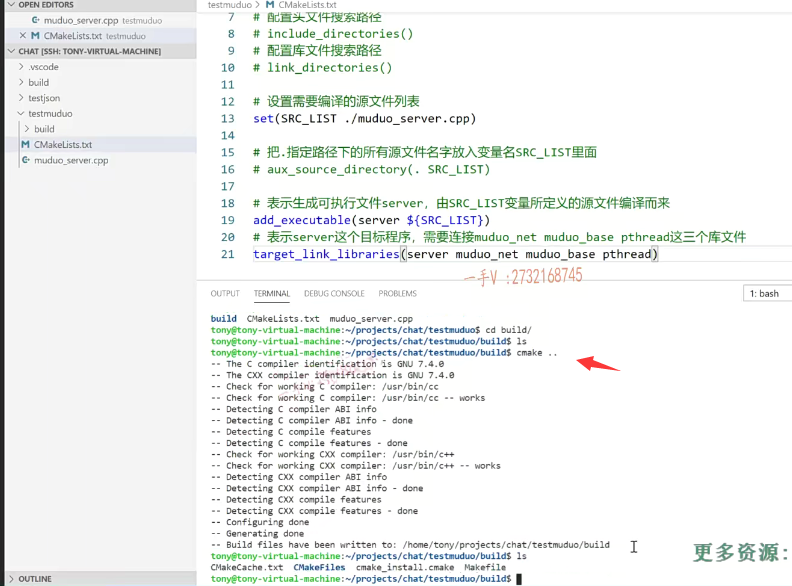 OPEN EDITORS
muduo_server.cpp testmuduo
CMakeLists.txt testmuduo
CHAT [SSH: TONY-VIRTUAL-MACHINE]
.vscode
build
testjson
testmuduo
build
CMakeLists.txt
muduo_server.cpp
OUTLINE
testmuduo > CMakeLists.txt
7 # 配置头文件搜索路径
8 # include_directories()
9 # 配置库文件搜索路径
10 # link_directories()
11
12 # 设置需要编译的源文件列表
13 set(SRC_LIST ./muduo_server.cpp)
14
15 # 把.指定路径下的所有源文件名字放入变量名SRC_LIST里面
16 # aux_source_directory(. SRC_LIST)
17
18 # 表示生成可执行文件server，由SRC_LIST变量所定义的源文件编译而来
19 add_executable(server ${SRC_LIST})
20 # 表示server这个目标程序，需要连接muduo_net muduo_base pthread这三个库文件
21 target_link_libraries(server muduo_net muduo_base pthread)
一手V :2732168745
OUTPUT TERMINAL DEBUG CONSOLE PROBLEMS 1: bash
build CMakeLists.txt muduo_server.cpp
tony@tony-virtual-machine:~/projects/chat/testmuduo$ cd build/
tony@tony-virtual-machine:~/projects/chat/testmuduo/build$ ls
tony@tony-virtual-machine:~/projects/chat/testmuduo/build$ cmake ..
-- The C compiler identification is GNU 7.4.0
-- The CXX compiler identification is GNU 7.4.0
-- Check for working C compiler: /usr/bin/cc
-- Check for working C compiler: /usr/bin/cc -- works
-- Detecting C compiler ABI info
-- Detecting C compiler ABI info - done
-- Detecting C compile features
-- Detecting C compile features - done
-- Check for working CXX compiler: /usr/bin/c++
-- Check for working CXX compiler: /usr/bin/c++ -- works
-- Detecting CXX compiler ABI info
-- Detecting CXX compiler ABI info - done
-- Detecting CXX compile features
-- Detecting CXX compile features - done
-- Configuring done
-- Generating done
-- Build files have been written to: /home/tony/projects/chat/testmuduo/build
tony@tony-virtual-machine:~/projects/chat/testmuduo/build$ ls
CMakeCache.txt CMakeFiles cmake_install.cmake Makefile
tony@tony-virtual-machine:~/projects/chat/testmuduo/build$
更多资源: